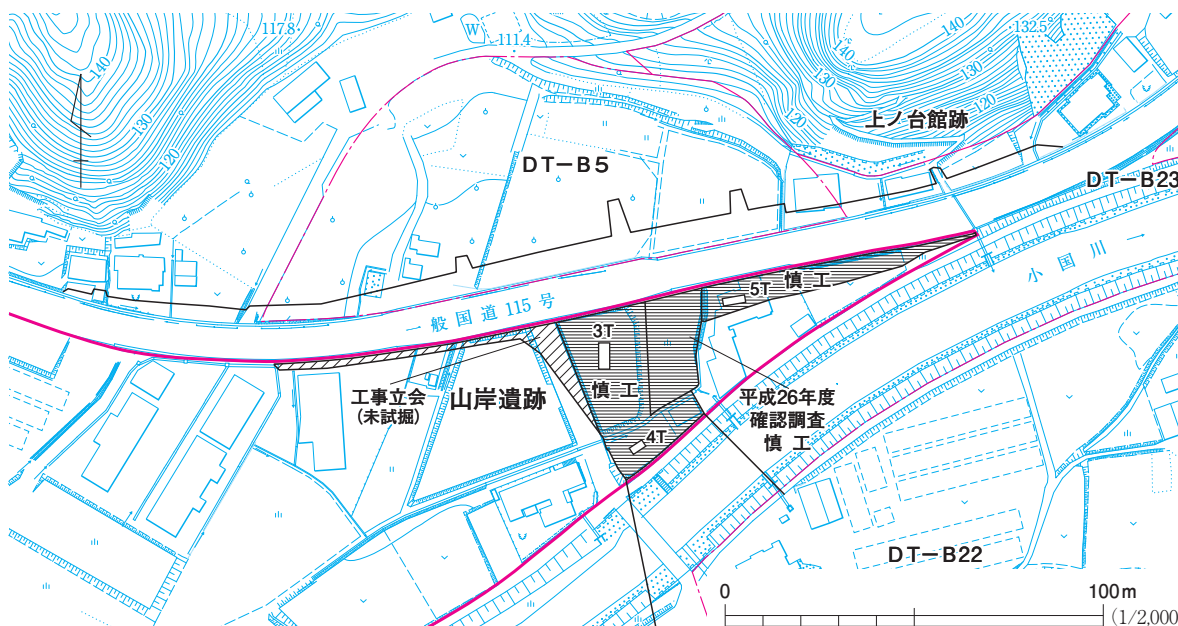 117.8
140
130
120
W
111.4
140
130
120
140
130
120
132.5
上ノ台館跡
DT-B5
DT-B23
小国川
一般国道115号
5T
慎工
3T
慎工
4T
工事立会
(未試掘)
山岸遺跡
平成26年度
確認調査
慎工
DT-B22
0 100m
(1/2,000